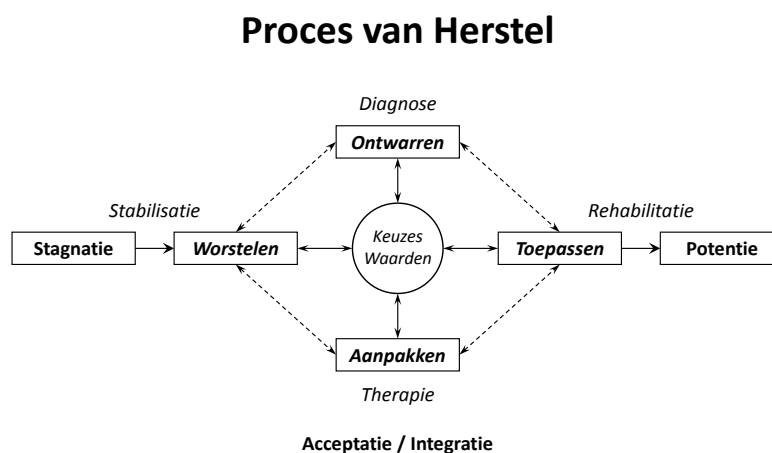 Proces van Herstel
Diagnose
Ontwarren
Stabilisatie
Rehabilitatie
Stagnatie
Worstelen
Keuzes
Waarden
Toepassen
Potentie
Aanpakken
Therapie
Acceptatie / Integratie